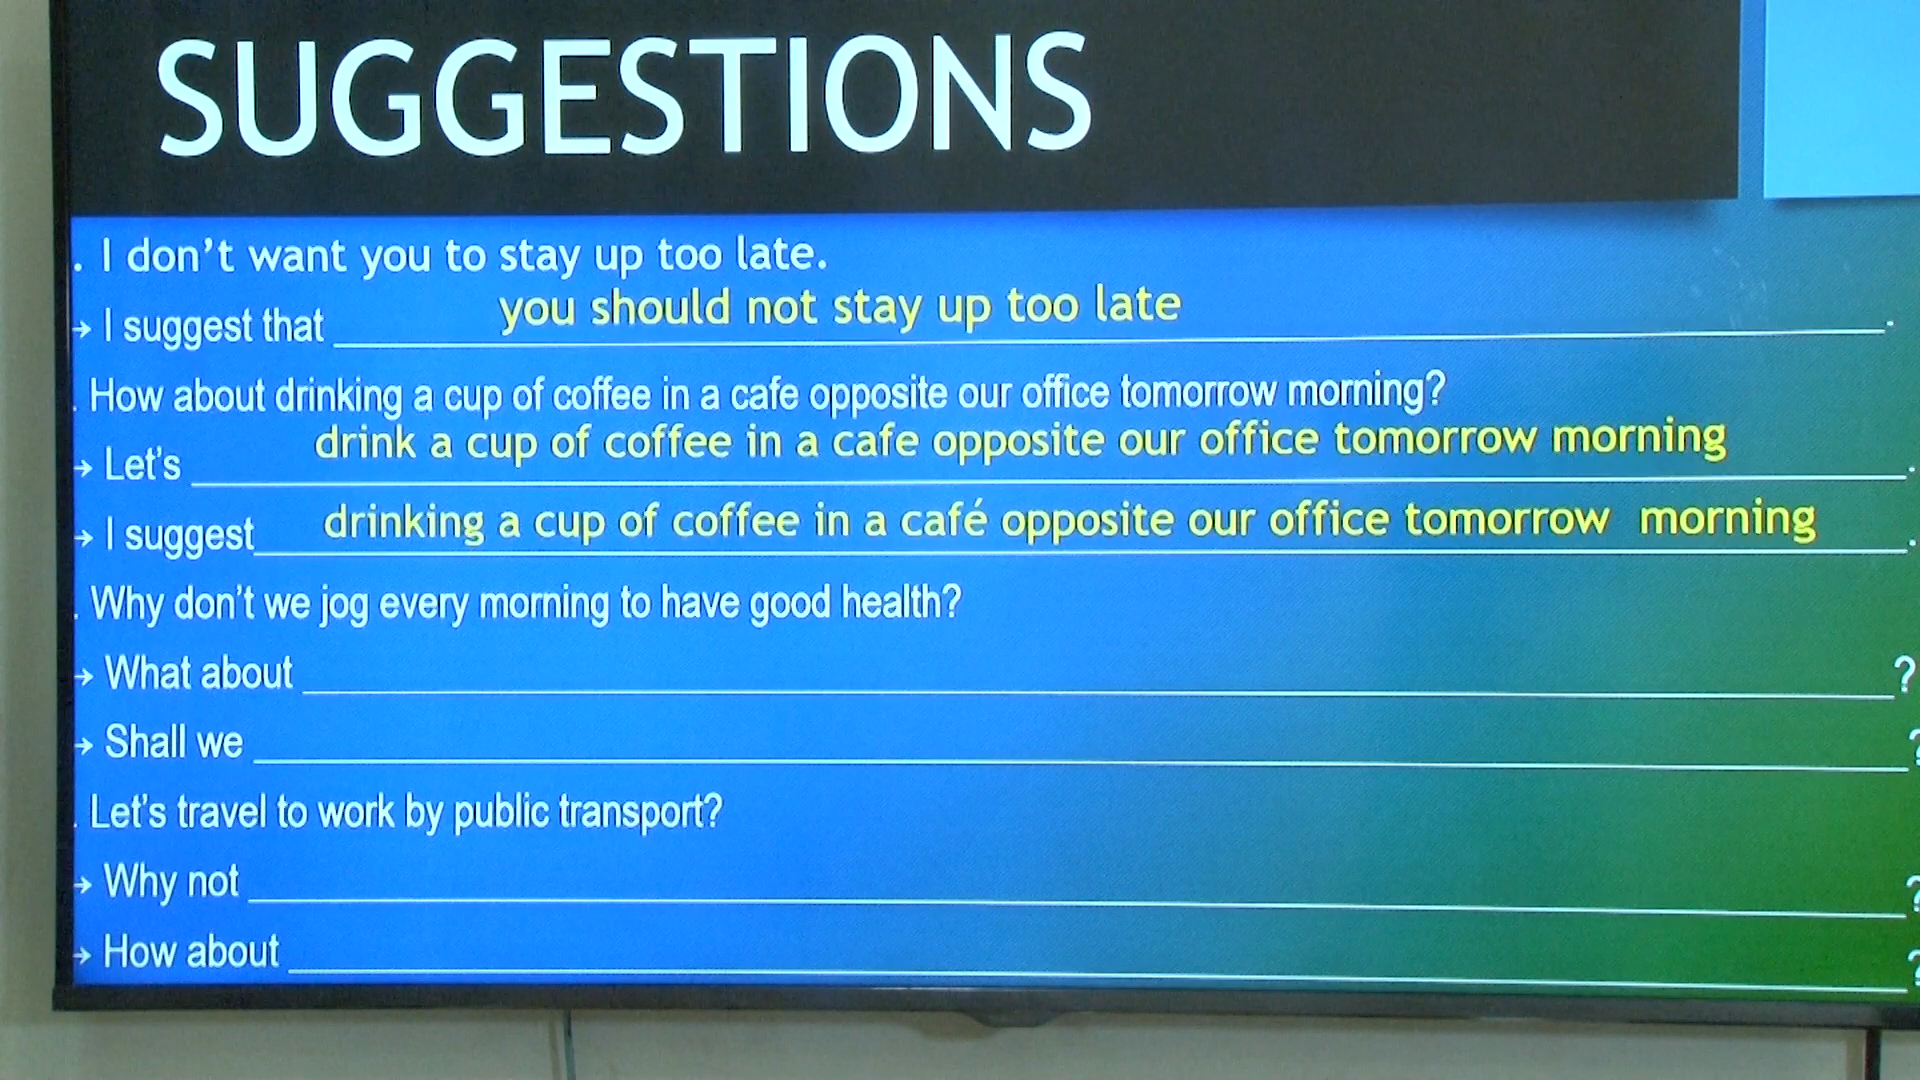 SUGGESTIONS
. I don't want you to stay up too late.
→ I suggest that you should not stay up too late.
. How about drinking a cup of coffee in a cafe opposite our office tomorrow morning?
→ Let's drink a cup of coffee in a cafe opposite our office tomorrow morning.
→ I suggest drinking a cup of coffee in a café opposite our office tomorrow morning.
. Why don't we jog every morning to have good health?
→ What about ______?
→ Shall we ______?
. Let's travel to work by public transport?
→ Why not ______?
→ How about ______?